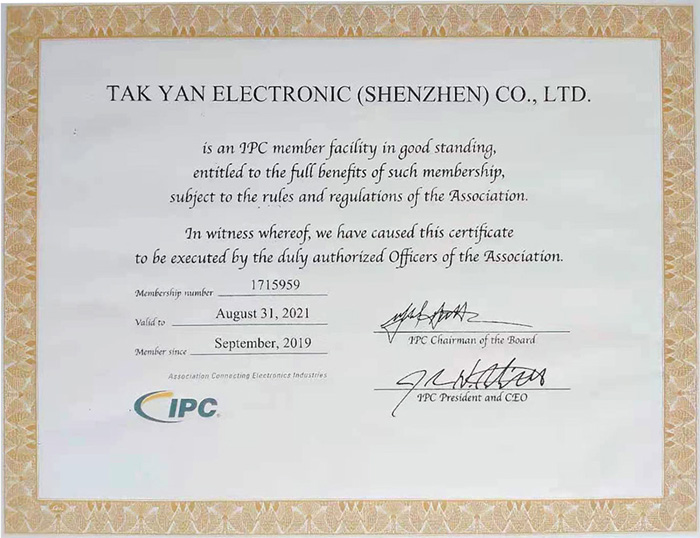 TAK YAN ELECTRONIC (SHENZHEN) CO., LTD.
is an IPC member facility in good standing,
entitled to the full benefits of such membership,
subject to the rules and regulations of the Association.
In witness whereof, we have caused this certificate
to be executed by the duly authorized Officers of the Association.
Membership number 1715959
Valid to August 31, 2021
Member since September, 2019
IPC Chairman of the Board
IPC President and CEO
Association Connecting Electronics Industries
IPC